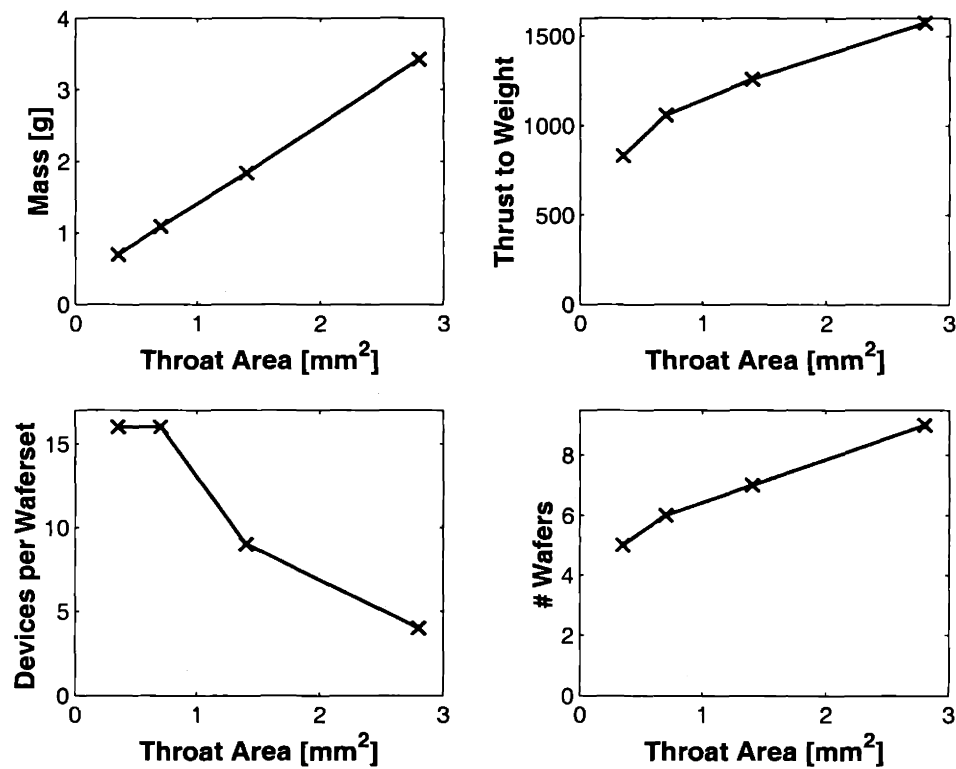 Mass [g]
4
3
2
1
0
0 1 2 3
Throat Area [mm²]
Thrust to Weight
1500
1000
500
0
0 1 2 3
Throat Area [mm²]
Devices per Waferset
15
10
5
0
0 1 2 3
Throat Area [mm²]
# Wafers
8
6
4
2
0
0 1 2 3
Throat Area [mm²]